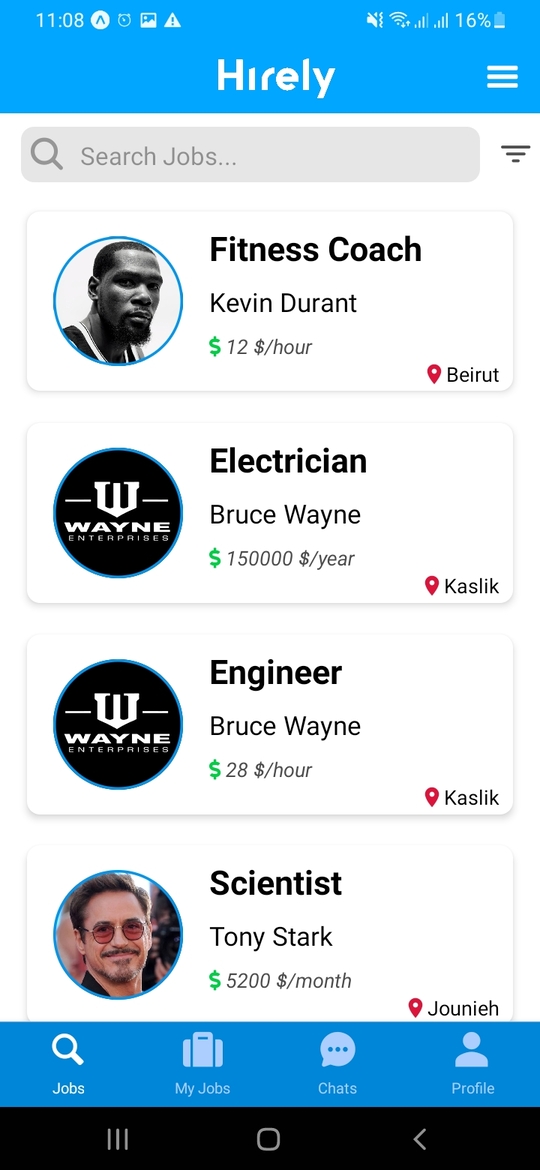 11:08 16%
Hırely
Search Jobs...
Fitness Coach
Kevin Durant
$ 12 $/hour
Beirut
W
WAYNE
ENTERPRISES
Electrician
Bruce Wayne
$ 150000 $/year
Kaslik
W
WAYNE
ENTERPRISES
Engineer
Bruce Wayne
$ 28 $/hour
Kaslik
Scientist
Tony Stark
$ 5200 $/month
Jounieh
Jobs My Jobs Chats Profile